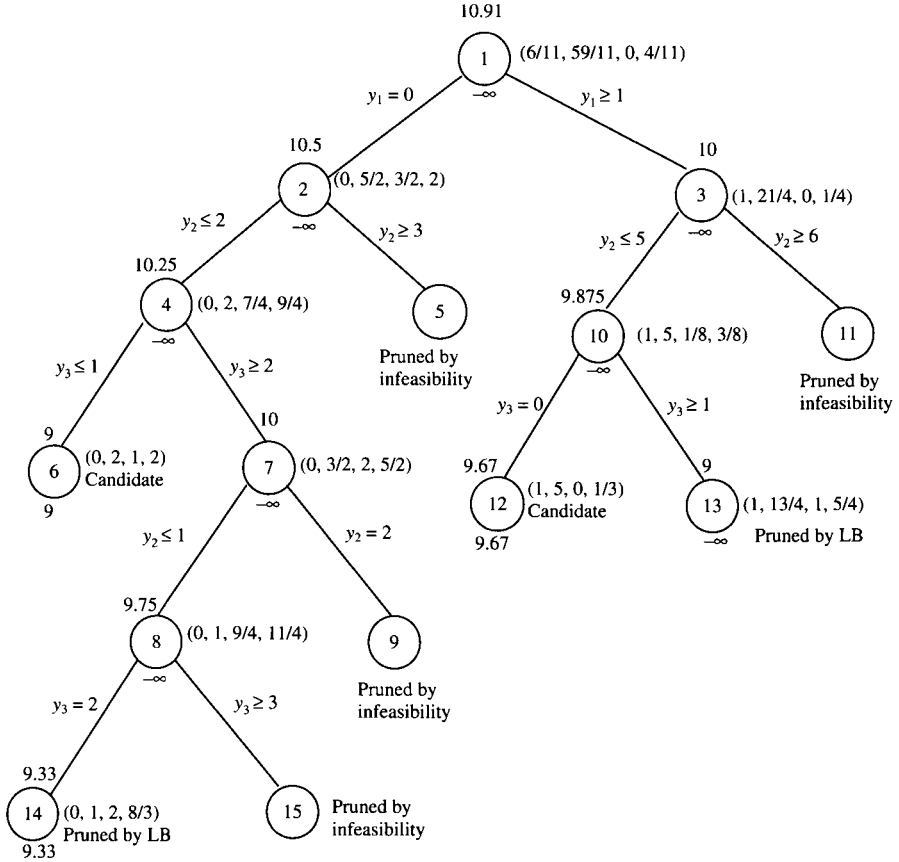 10.91
1
(6/11, 59/11, 0, 4/11)
−∞
y₁ = 0
y₁ ≥ 1
10.5
2
(0, 5/2, 3/2, 2)
−∞
10
3
(1, 21/4, 0, 1/4)
−∞
y₂ ≤ 2
y₂ ≥ 3
y₂ ≤ 5
y₂ ≥ 6
10.25
4
(0, 2, 7/4, 9/4)
−∞
5
Pruned by
infeasibility
9.875
10
(1, 5, 1/8, 3/8)
−∞
11
Pruned by
infeasibility
y₃ ≤ 1
y₃ ≥ 2
y₃ = 0
y₃ ≥ 1
9
6
(0, 2, 1, 2)
Candidate
9
10
7
(0, 3/2, 2, 5/2)
−∞
9.67
12
(1, 5, 0, 1/3)
Candidate
9.67
9
13
(1, 13/4, 1, 5/4)
−∞
Pruned by LB
y₂ ≤ 1
y₂ = 2
9.75
8
(0, 1, 9/4, 11/4)
−∞
9
Pruned by
infeasibility
y₃ = 2
y₃ ≥ 3
9.33
14
(0, 1, 2, 8/3)
Pruned by LB
9.33
15
Pruned by
infeasibility